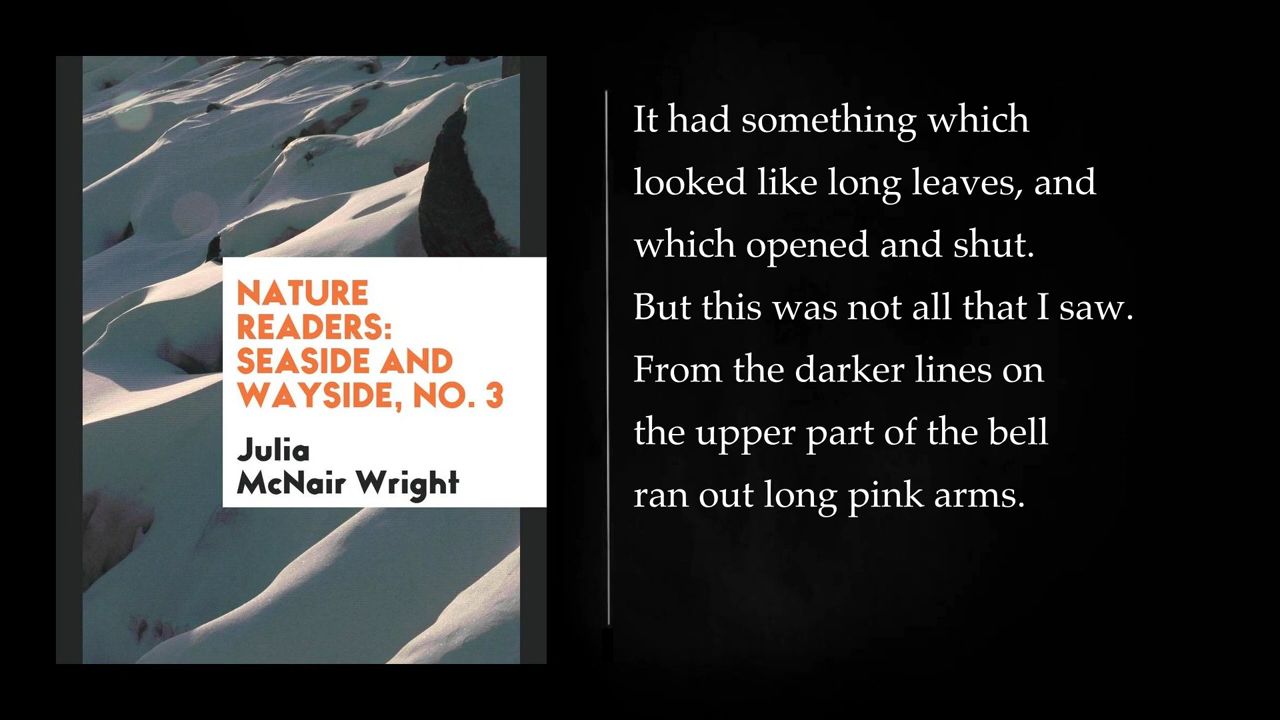 NATURE
READERS:
SEASIDE AND
WAYSIDE, NO. 3
Julia
McNair Wright
It had something which
looked like long leaves, and
which opened and shut.
But this was not all that I saw.
From the darker lines on
the upper part of the bell
ran out long pink arms.